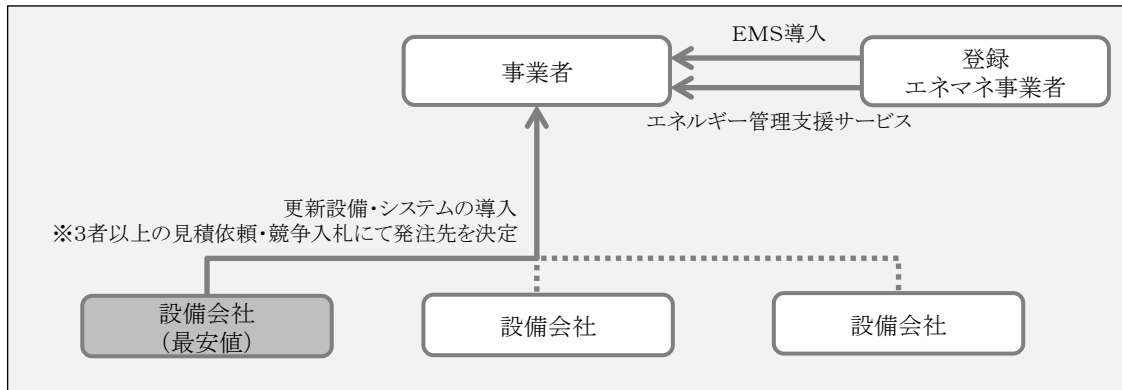 EMS導入
事業者
登録
エネマネ事業者
エネルギー管理支援サービス
更新設備・システムの導入
※3者以上の見積依頼・競争入札にて発注先を決定
設備会社
（最安値）
設備会社
設備会社